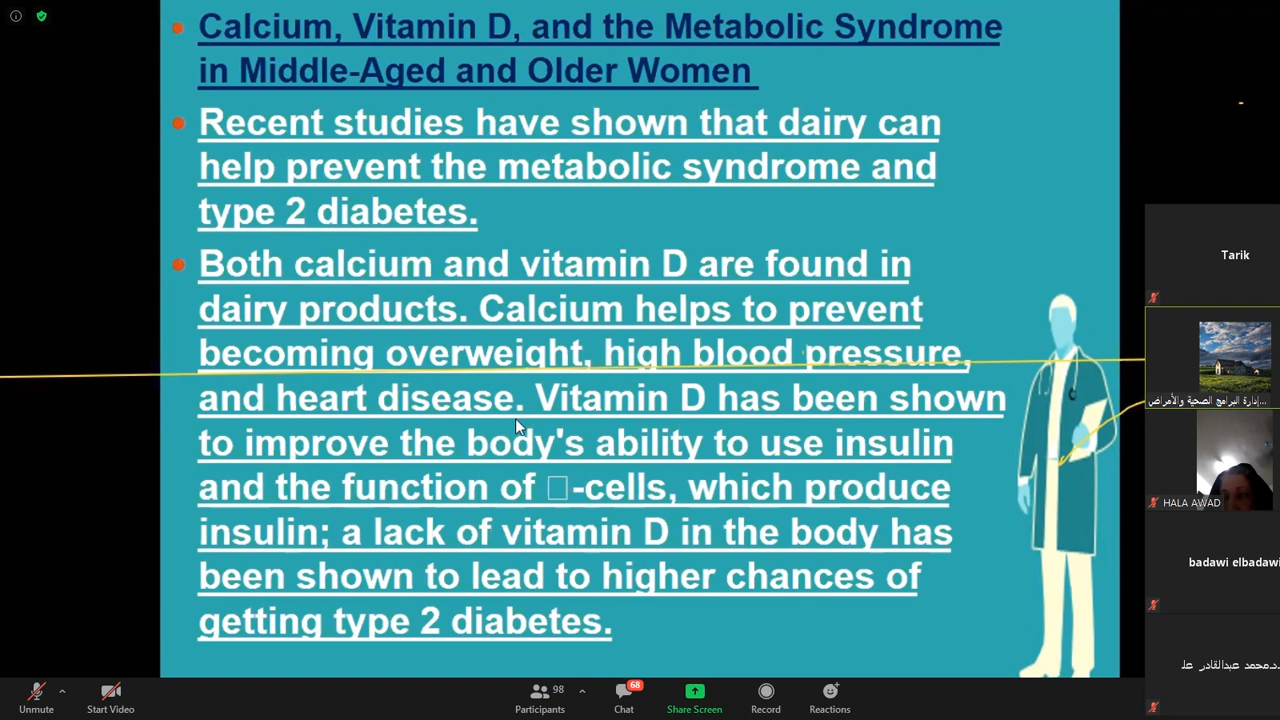 Calcium, Vitamin D, and the Metabolic Syndrome
in Middle-Aged and Older Women
Recent studies have shown that dairy can
help prevent the metabolic syndrome and
type 2 diabetes.
Both calcium and vitamin D are found in
dairy products. Calcium helps to prevent
becoming overweight, high blood pressure,
and heart disease. Vitamin D has been shown
to improve the body's ability to use insulin
and the function of □-cells, which produce
insulin; a lack of vitamin D in the body has
been shown to lead to higher chances of
getting type 2 diabetes.
Tarik
إدارة البرامج الصحية والأمراض...
HALA AWAD
badawi elbadawi
د.محمد عبدالقادر عل
Unmute
Start Video
98
Participants
68
Chat
Share Screen
Record
Reactions